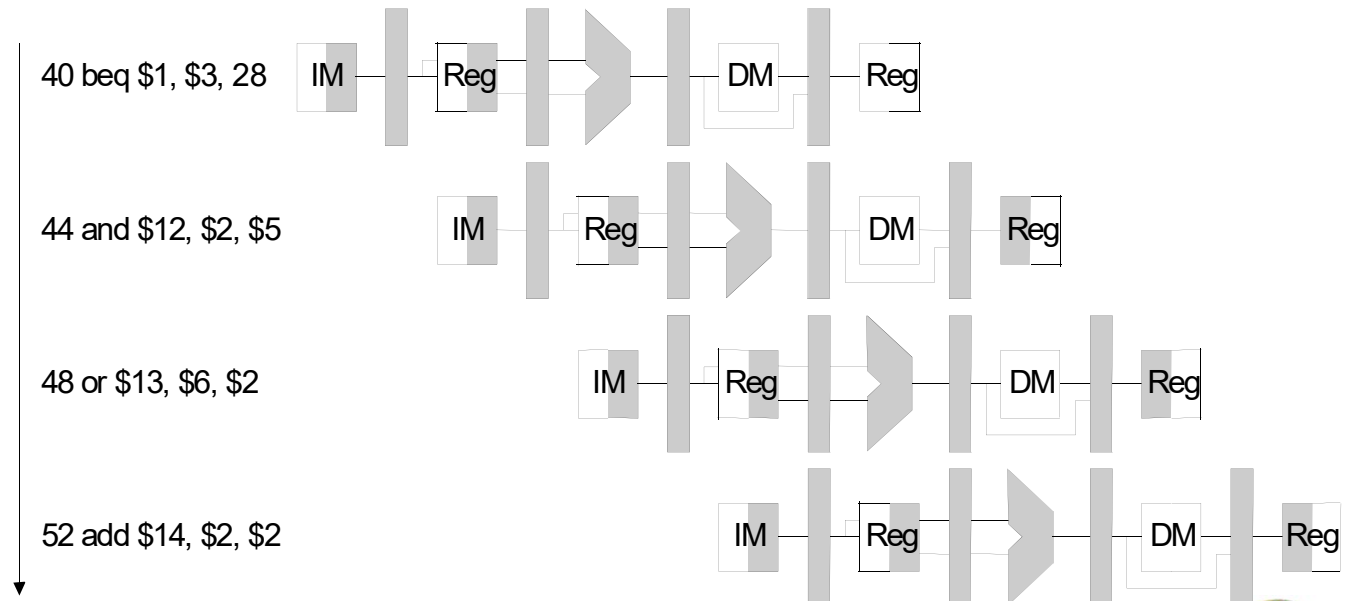 40 beq $1, $3, 28 IM Reg DM Reg
44 and $12, $2, $5 IM Reg DM Reg
48 or $13, $6, $2 IM Reg DM Reg
52 add $14, $2, $2 IM Reg DM Reg